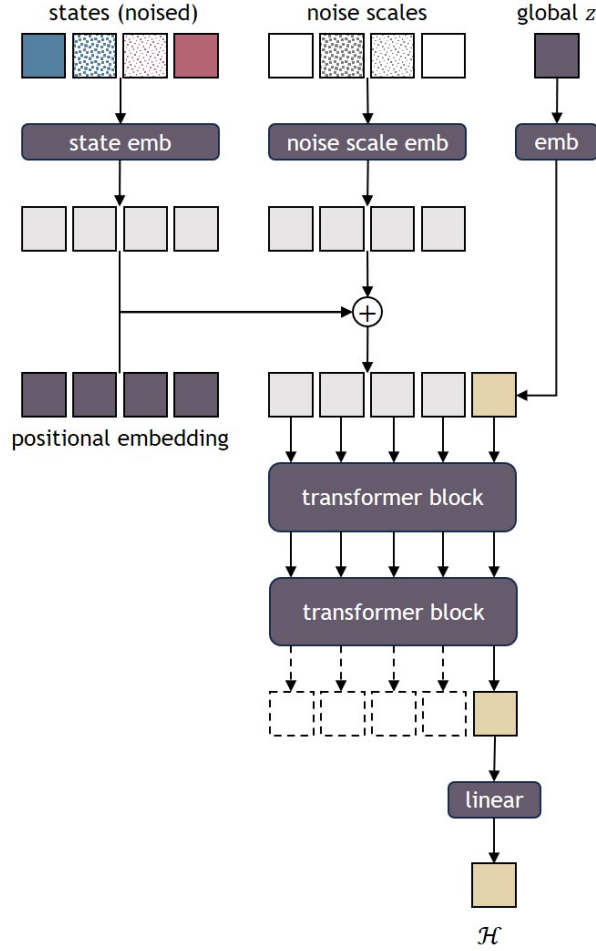 states (noised)
noise scales
global z
state emb
noise scale emb
emb
+
positional embedding
transformer block
transformer block
linear
ℋ